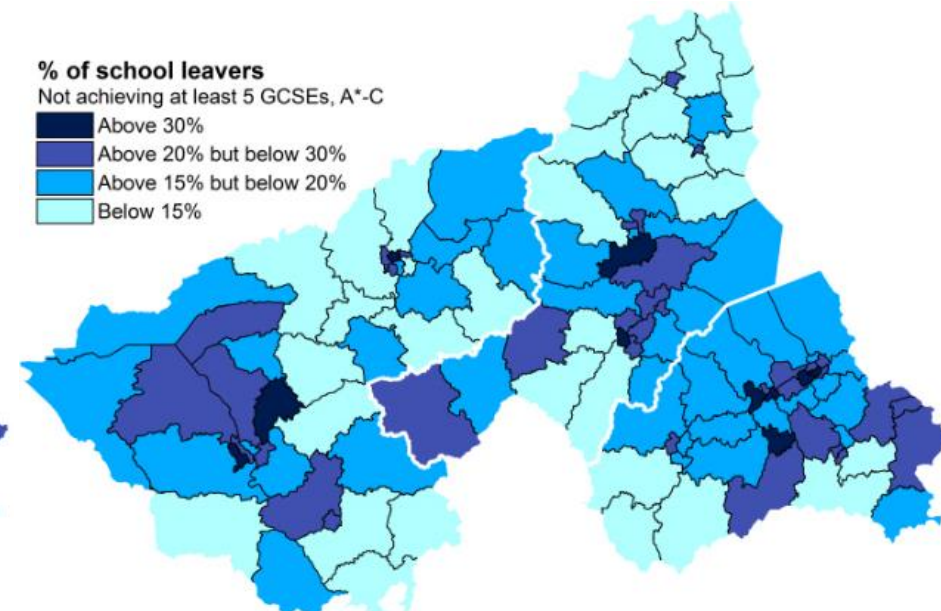 % of school leavers
Not achieving at least 5 GCSEs, A*-C
Above 30%
Above 20% but below 30%
Above 15% but below 20%
Below 15%